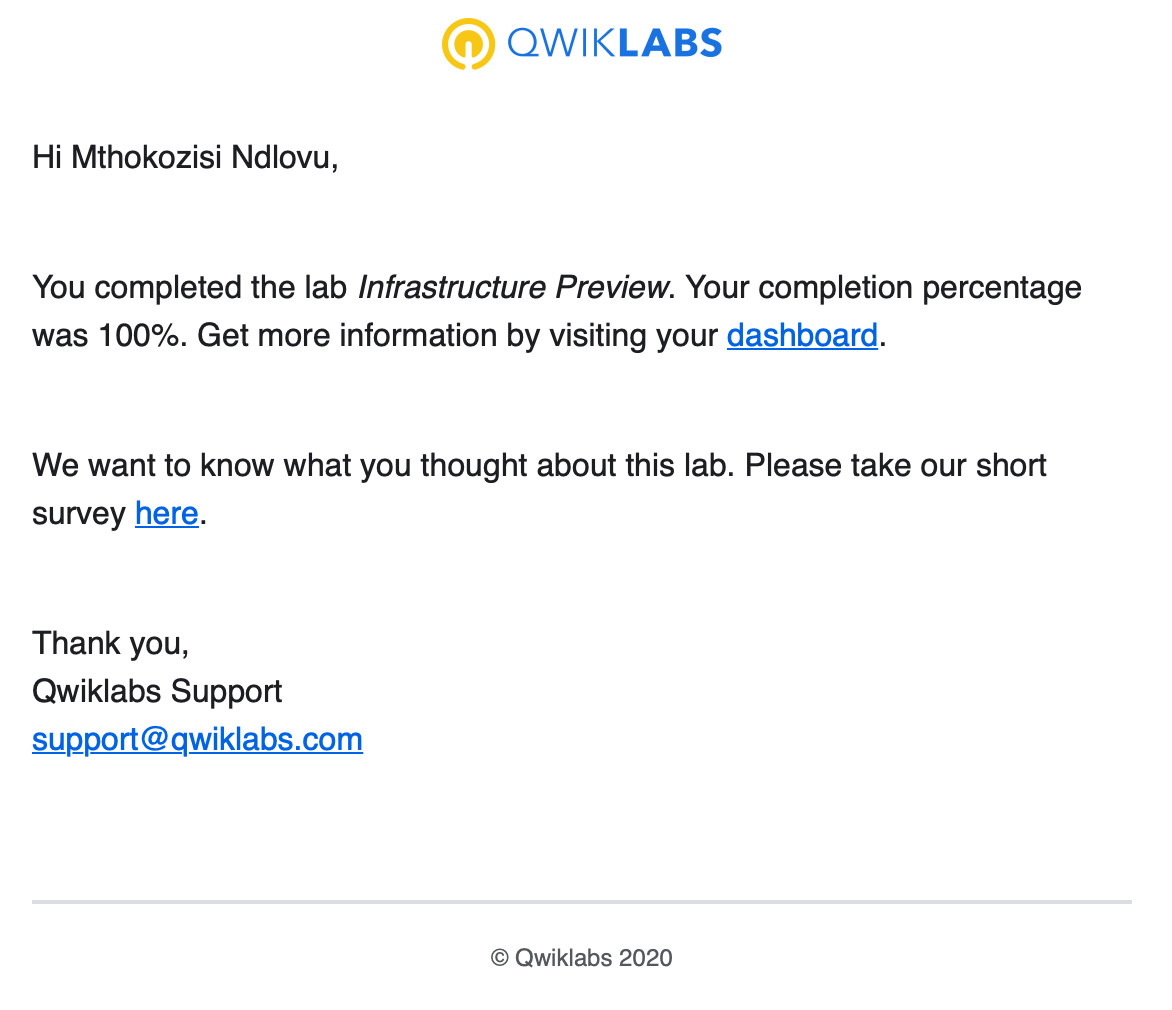 QWIKLABS
Hi Mthokozisi Ndlovu,
You completed the lab Infrastructure Preview. Your completion percentage
was 100%. Get more information by visiting your dashboard.
We want to know what you thought about this lab. Please take our short
survey here.
Thank you,
Qwiklabs Support
support@qwiklabs.com
© Qwiklabs 2020